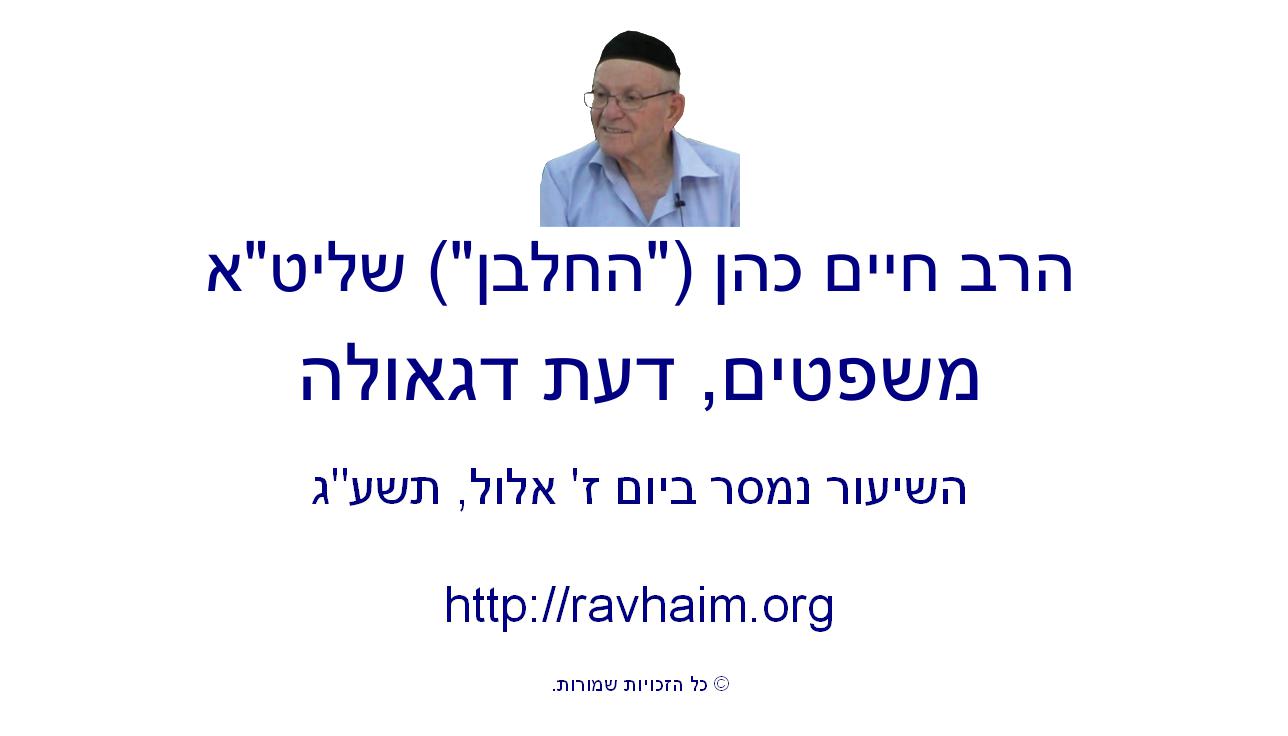 הרב חיים כהן ("החלבן") שליט"א
משפטים, דעת דגאולה
השיעור נמסר ביום ז' אלול, תשע''ג
http://ravhaim.org
© כל הזכויות שמורות.